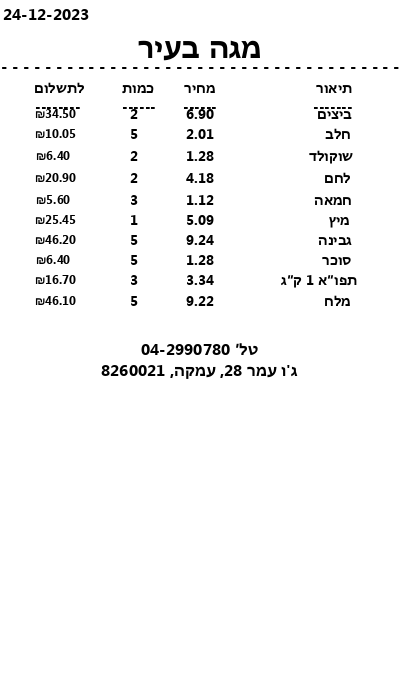 24-12-2023
מגה בעיר
תיאור מחיר כמות לתשלום
ביצים 6.90 2 ₪34.50
חלב 2.01 5 ₪10.05
שוקולד 1.28 2 ₪6.40
לחם 4.18 2 ₪20.90
חמאה 1.12 3 ₪5.60
מיץ 5.09 1 ₪25.45
גבינה 9.24 5 ₪46.20
סוכר 1.28 5 ₪6.40
תפו״א 1 ק״ג 3.34 3 ₪16.70
מלח 9.22 5 ₪46.10
טל׳ 04-2990780
ג'ו עמר 28, עמקה, 8260021